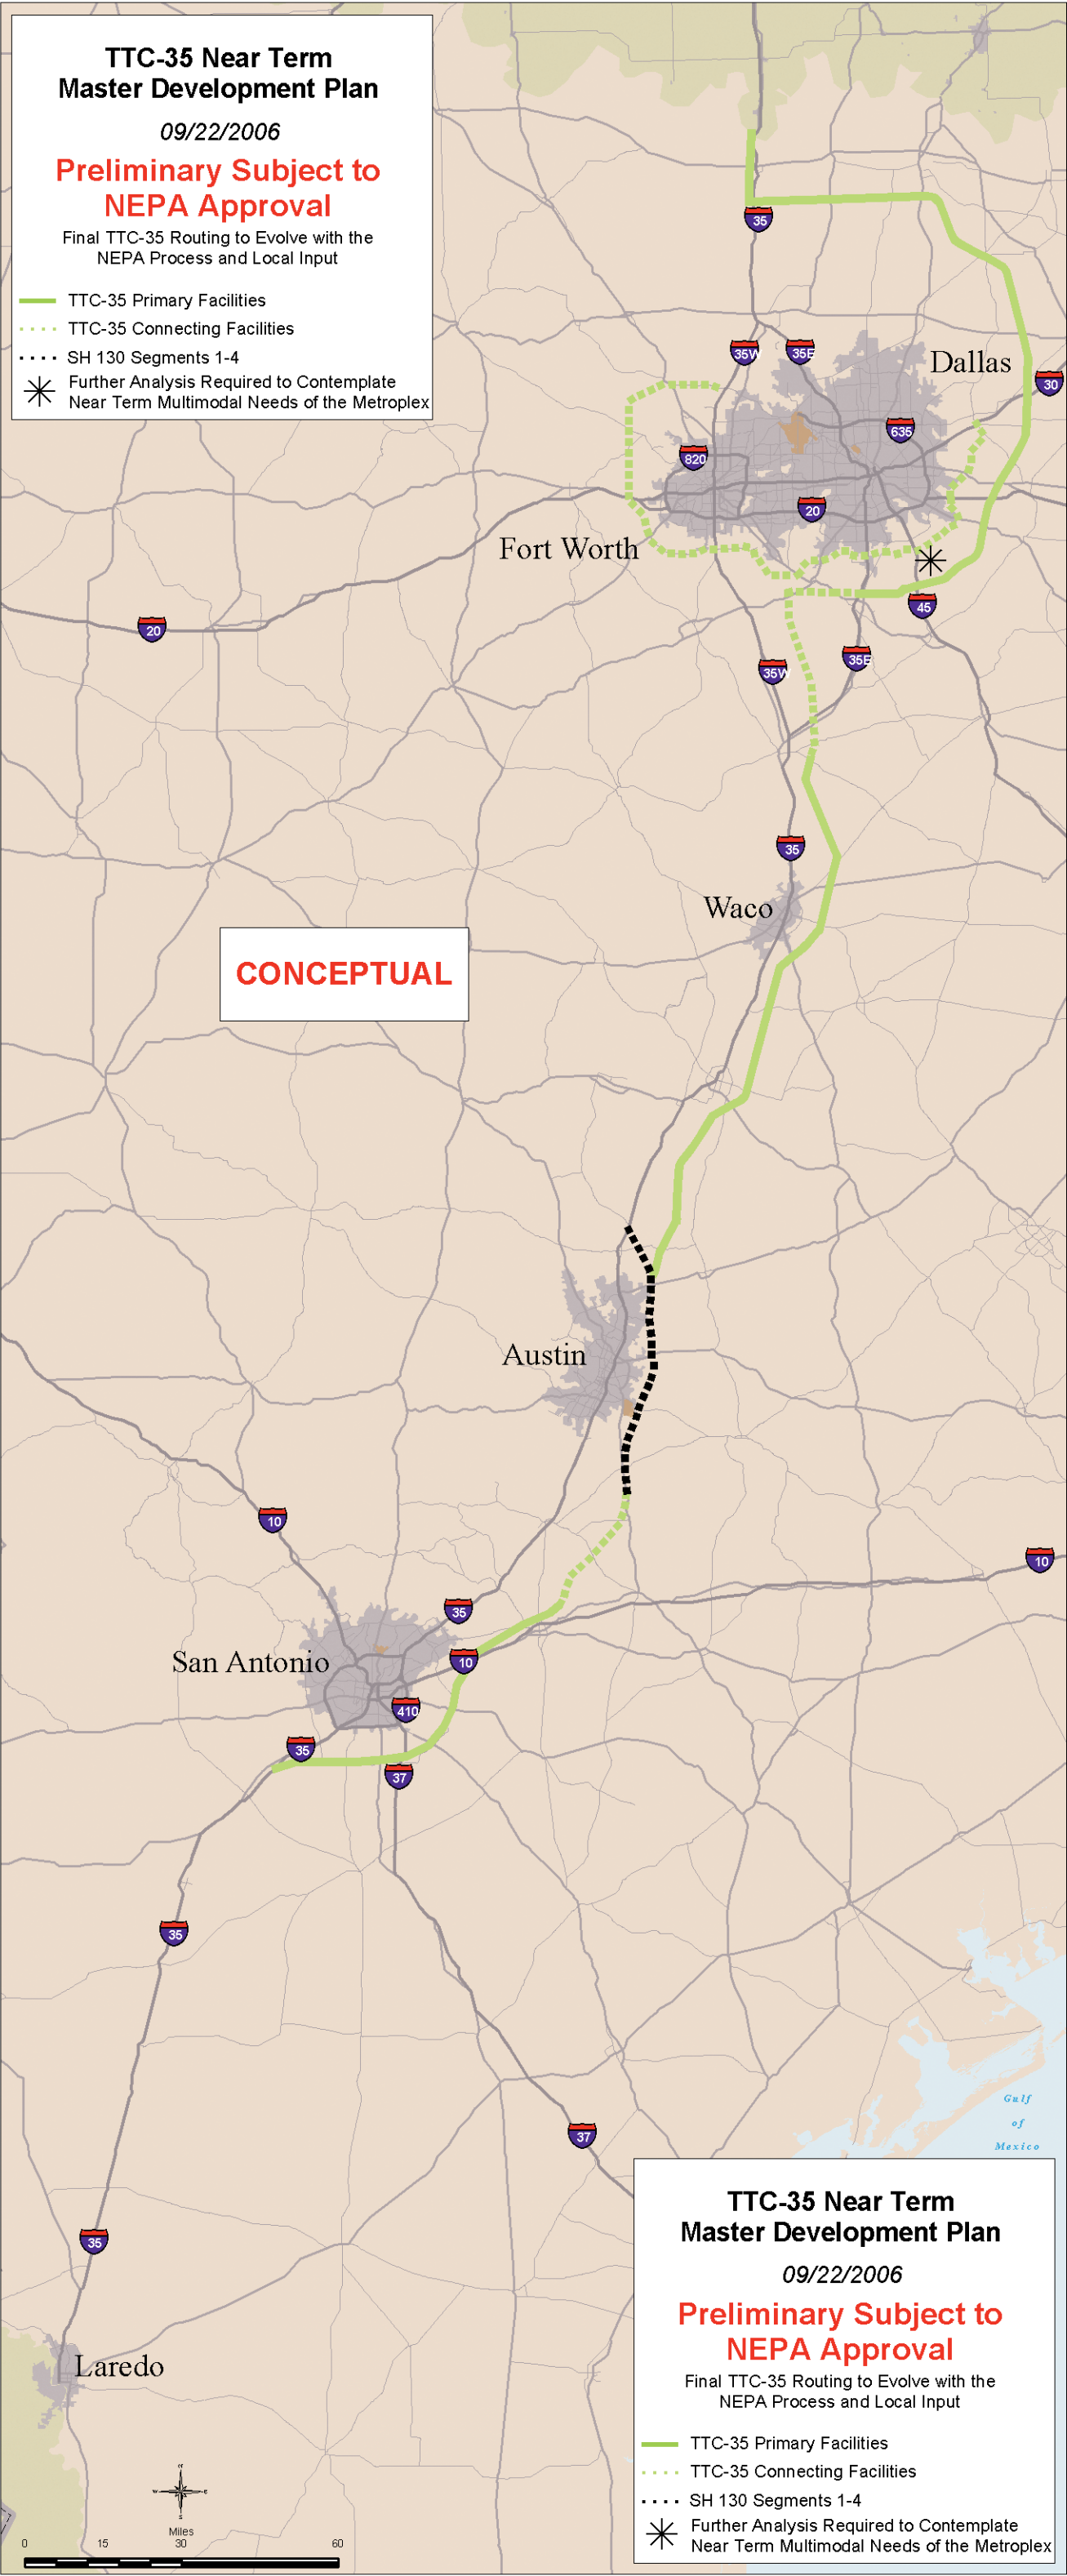 TTC-35 Near Term
Master Development Plan
09/22/2006
Preliminary Subject to
NEPA Approval
Final TTC-35 Routing to Evolve with the
NEPA Process and Local Input
TTC-35 Primary Facilities
TTC-35 Connecting Facilities
SH 130 Segments 1-4
Further Analysis Required to Contemplate
Near Term Multimodal Needs of the Metroplex
35
35W
35E
Dallas
30
635
820
20
Fort Worth
45
20
35E
35W
35
Waco
CONCEPTUAL
Austin
10
10
35
San Antonio
10
410
35
37
35
Gulf
of
Mexico
37
35
Laredo
TTC-35 Near Term
Master Development Plan
09/22/2006
Preliminary Subject to
NEPA Approval
Final TTC-35 Routing to Evolve with the
NEPA Process and Local Input
TTC-35 Primary Facilities
TTC-35 Connecting Facilities
SH 130 Segments 1-4
Further Analysis Required to Contemplate
Near Term Multimodal Needs of the Metroplex
N
W E
S
Miles
0 15 30 60